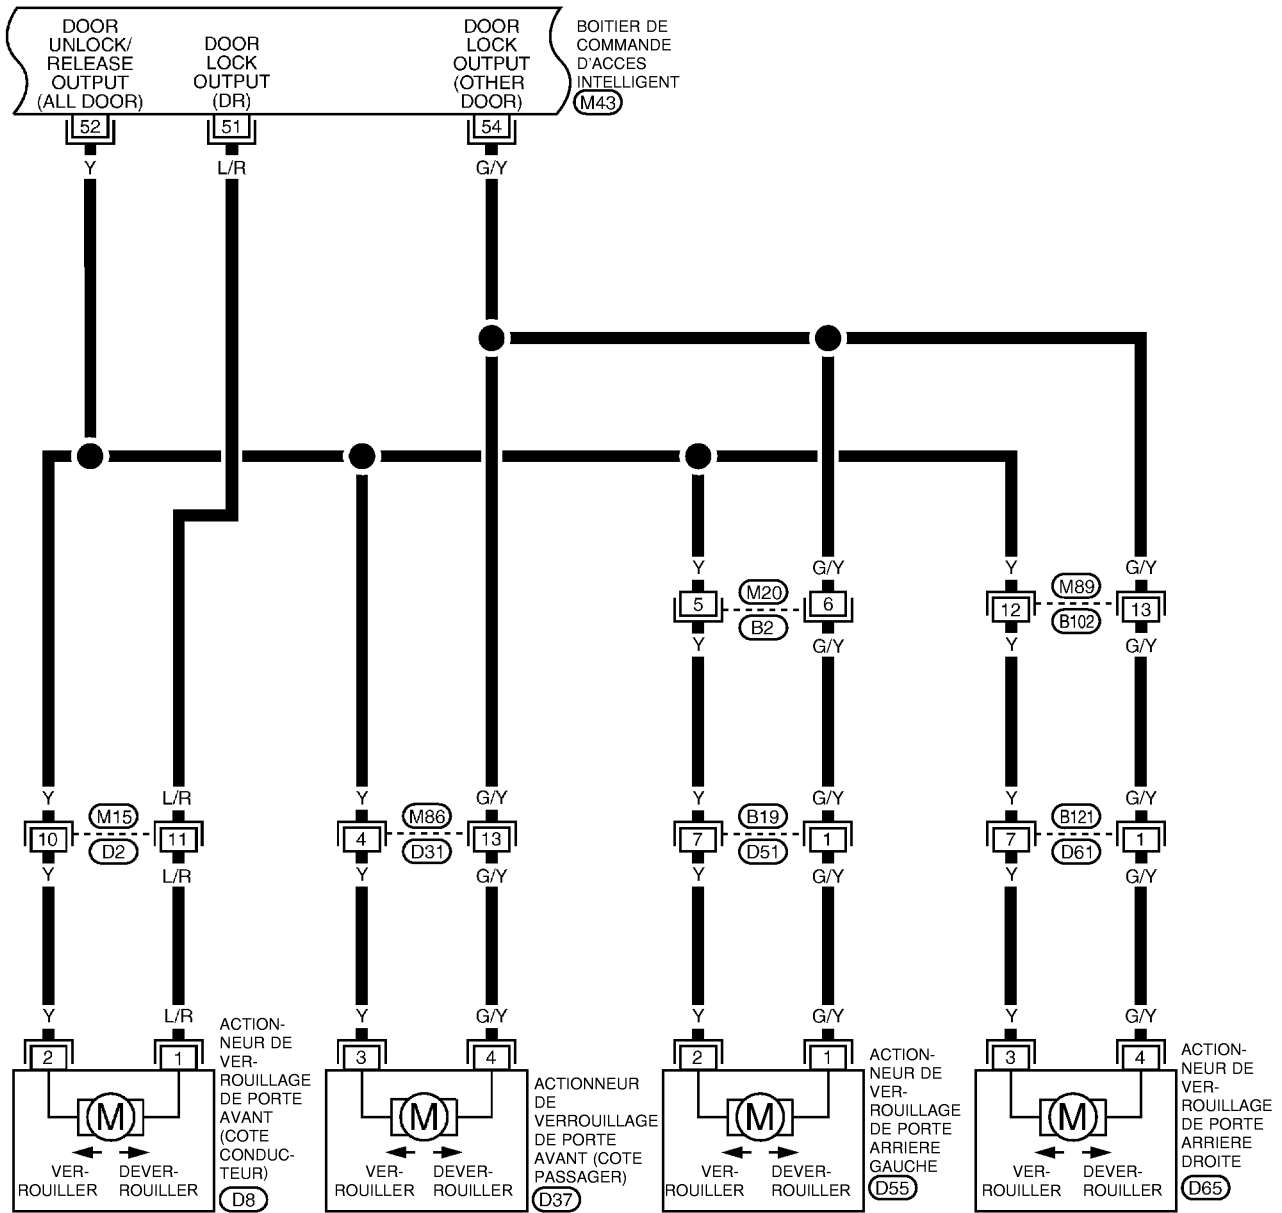 DOOR
UNLOCK/
RELEASE
OUTPUT
(ALL DOOR)
DOOR
LOCK
OUTPUT
(DR)
DOOR
LOCK
OUTPUT
(OTHER
DOOR)
BOITIER DE
COMMANDE
D'ACCES
INTELLIGENT
M43
52
51
54
Y
L/R
G/Y
Y
G/Y
Y
G/Y
5
M20
6
12
M89
13
B2
B102
Y
G/Y
Y
G/Y
Y
L/R
Y
G/Y
Y
G/Y
Y
G/Y
10
M15
11
4
M86
13
7
B19
1
7
B121
1
D2
D31
D51
D61
Y
L/R
Y
G/Y
Y
G/Y
Y
G/Y
Y
L/R
Y
G/Y
Y
G/Y
Y
G/Y
2
1
3
4
2
1
3
4
M
VER-
ROUILLER
DEVER-
ROUILLER
ACTION-
NEUR DE
VER-
ROUILLAGE
DE PORTE
AVANT
(COTE
CONDUC-
TEUR)
D8
M
VER-
ROUILLER
DEVER-
ROUILLER
ACTIONNEUR
DE
VERROUILLAGE
DE PORTE
AVANT (COTE
PASSAGER)
D37
M
VER-
ROUILLER
DEVER-
ROUILLER
ACTION-
NEUR DE
VER-
ROUILLAGE
DE PORTE
ARRIERE
GAUCHE
D55
M
VER-
ROUILLER
DEVER-
ROUILLER
ACTION-
NEUR DE
VER-
ROUILLAGE
DE PORTE
ARRIERE
DROITE
D65